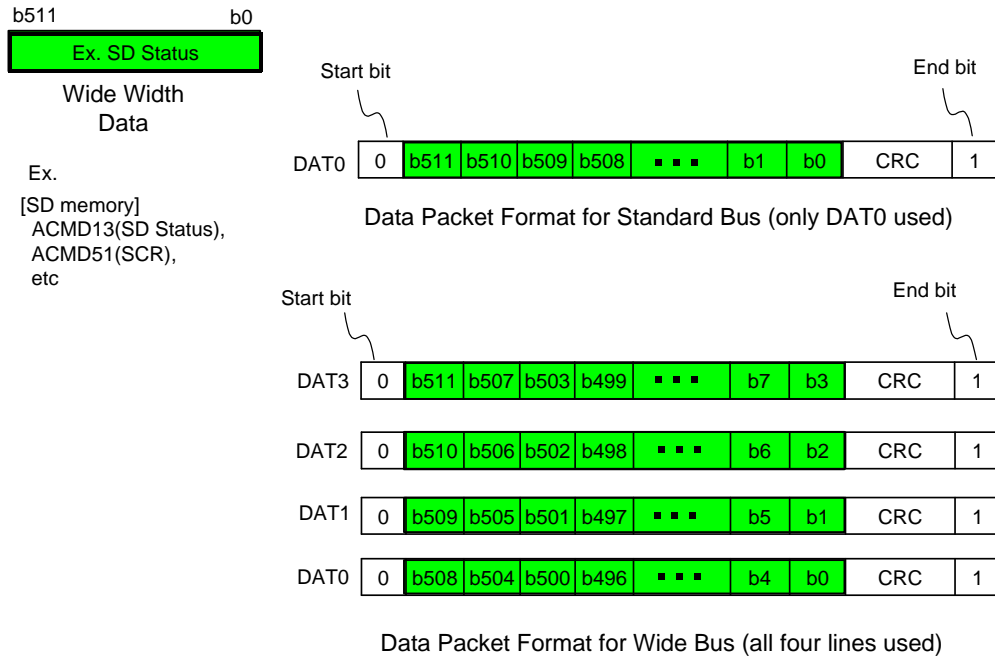 b511 b0
Ex. SD Status
Wide Width
Data
Ex.
[SD memory]
ACMD13(SD Status),
ACMD51(SCR),
etc
Start bit End bit
DAT0 0 b511 b510 b509 b508 ▪ ▪ ▪ b1 b0 CRC 1
Data Packet Format for Standard Bus (only DAT0 used)
Start bit End bit
DAT3 0 b511 b507 b503 b499 ▪ ▪ ▪ b7 b3 CRC 1
DAT2 0 b510 b506 b502 b498 ▪ ▪ ▪ b6 b2 CRC 1
DAT1 0 b509 b505 b501 b497 ▪ ▪ ▪ b5 b1 CRC 1
DAT0 0 b508 b504 b500 b496 ▪ ▪ ▪ b4 b0 CRC 1
Data Packet Format for Wide Bus (all four lines used)